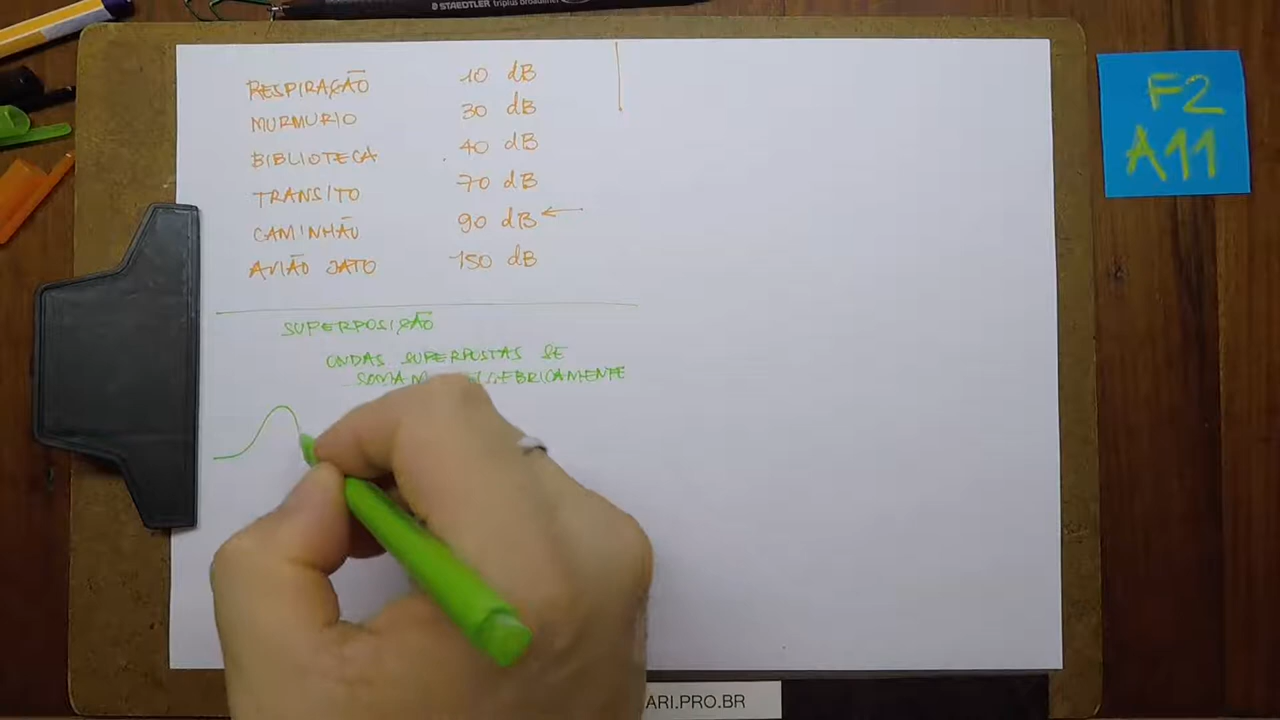 STAEDTLER triplus broadliner
RESPIRAÇÃO 10 dB
MURMURIO 30 dB
BIBLIOTECA 40 dB
TRANSITO 70 dB
CAMINHÃO 90 dB ←
AVIÃO JATO 150 dB
SUPERPOSIÇÃO
ONDAS SUPERPOSTAS SE
F2
A11
ARI.PRO.BR